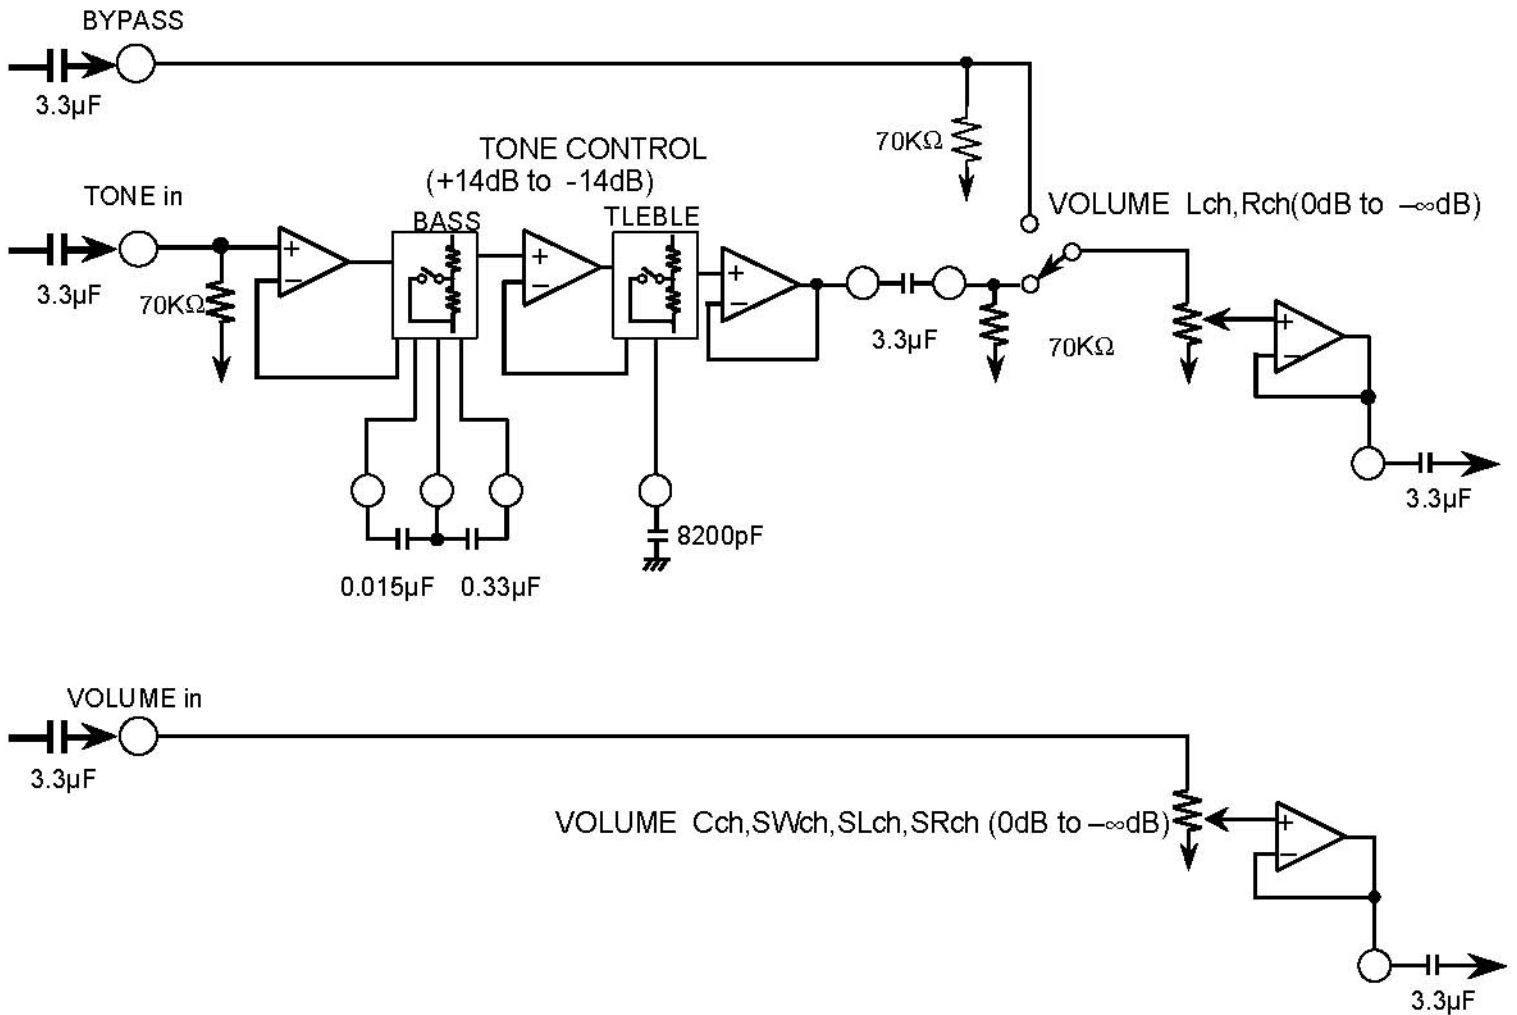 BYPASS
3.3µF
70KΩ
TONE CONTROL
(+14dB to -14dB)
TONE in
BASS
TLEBLE
VOLUME Lch,Rch(0dB to –∞dB)
+
−
+
−
+
−
3.3µF
70KΩ
3.3µF
70KΩ
+
−
3.3µF
8200pF
0.015µF 0.33µF
VOLUME in
3.3µF
VOLUME Cch,SWch,SLch,SRch (0dB to –∞dB)
+
−
3.3µF